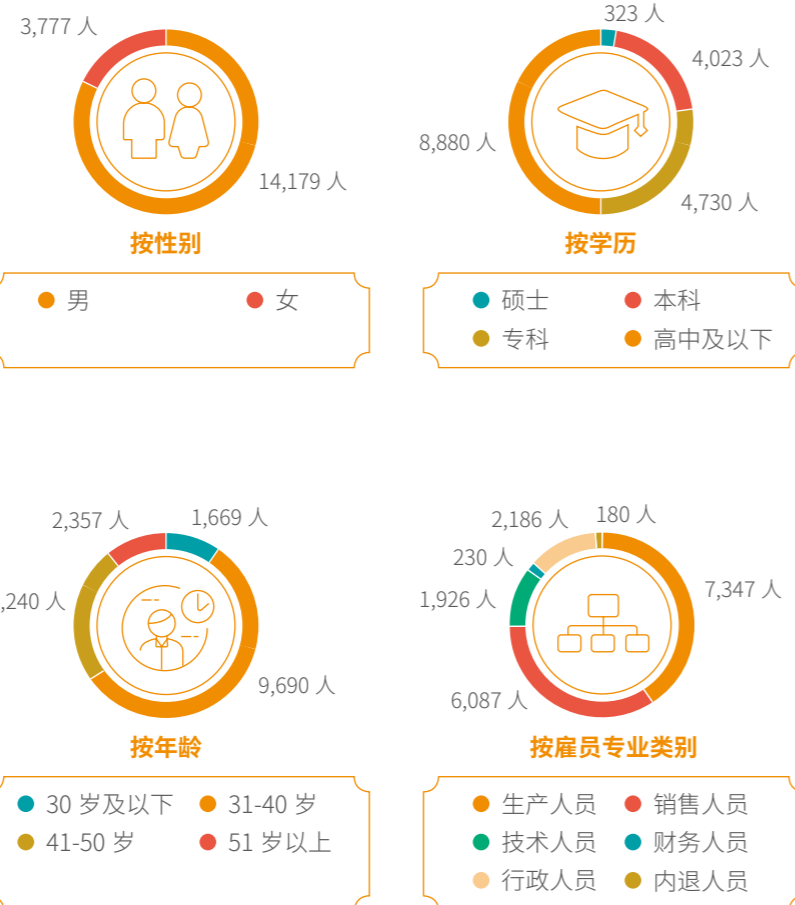 3,777 人
14,179 人
按性别
男 女
323 人
4,023 人
8,880 人
4,730 人
按学历
硕士 本科
专科 高中及以下
2,357 人 1,669 人
,240 人
9,690 人
按年龄
30 岁及以下 31-40 岁
41-50 岁 51 岁以上
2,186 人 180 人
230 人
7,347 人
1,926 人
6,087 人
按雇员专业类别
生产人员 销售人员
技术人员 财务人员
行政人员 内退人员